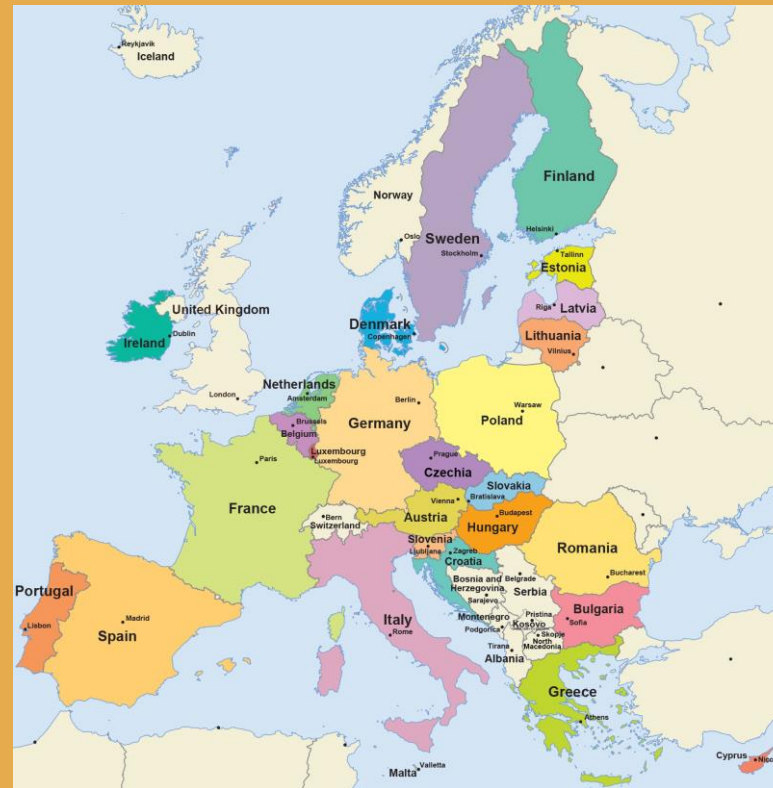 Reykjavik
Iceland
Norway
Oslo
Sweden
Stockholm
Finland
Helsinki
Tallinn
Estonia
Riga
Latvia
Lithuania
Vilnius
United Kingdom
Ireland
Dublin
London
Denmark
Copenhagen
Netherlands
Amsterdam
Brussels
Belgium
Luxembourg
Luxembourg
Berlin
Germany
Warsaw
Poland
Prague
Czechia
Slovakia
Bratislava
Vienna
Austria
Budapest
Hungary
Paris
France
Bern
Switzerland
Slovenia
Ljubljana
Zagreb
Croatia
Bosnia and
Herzegovina
Sarajevo
Belgrade
Serbia
Romania
Bucharest
Bulgaria
Sofia
Montenegro
Podgorica
Pristina
Kosovo
Skopje
North
Macedonia
Tirana
Albania
Portugal
Lisbon
Madrid
Spain
Italy
Rome
Greece
Athens
Valletta
Malta
Cyprus
Nico